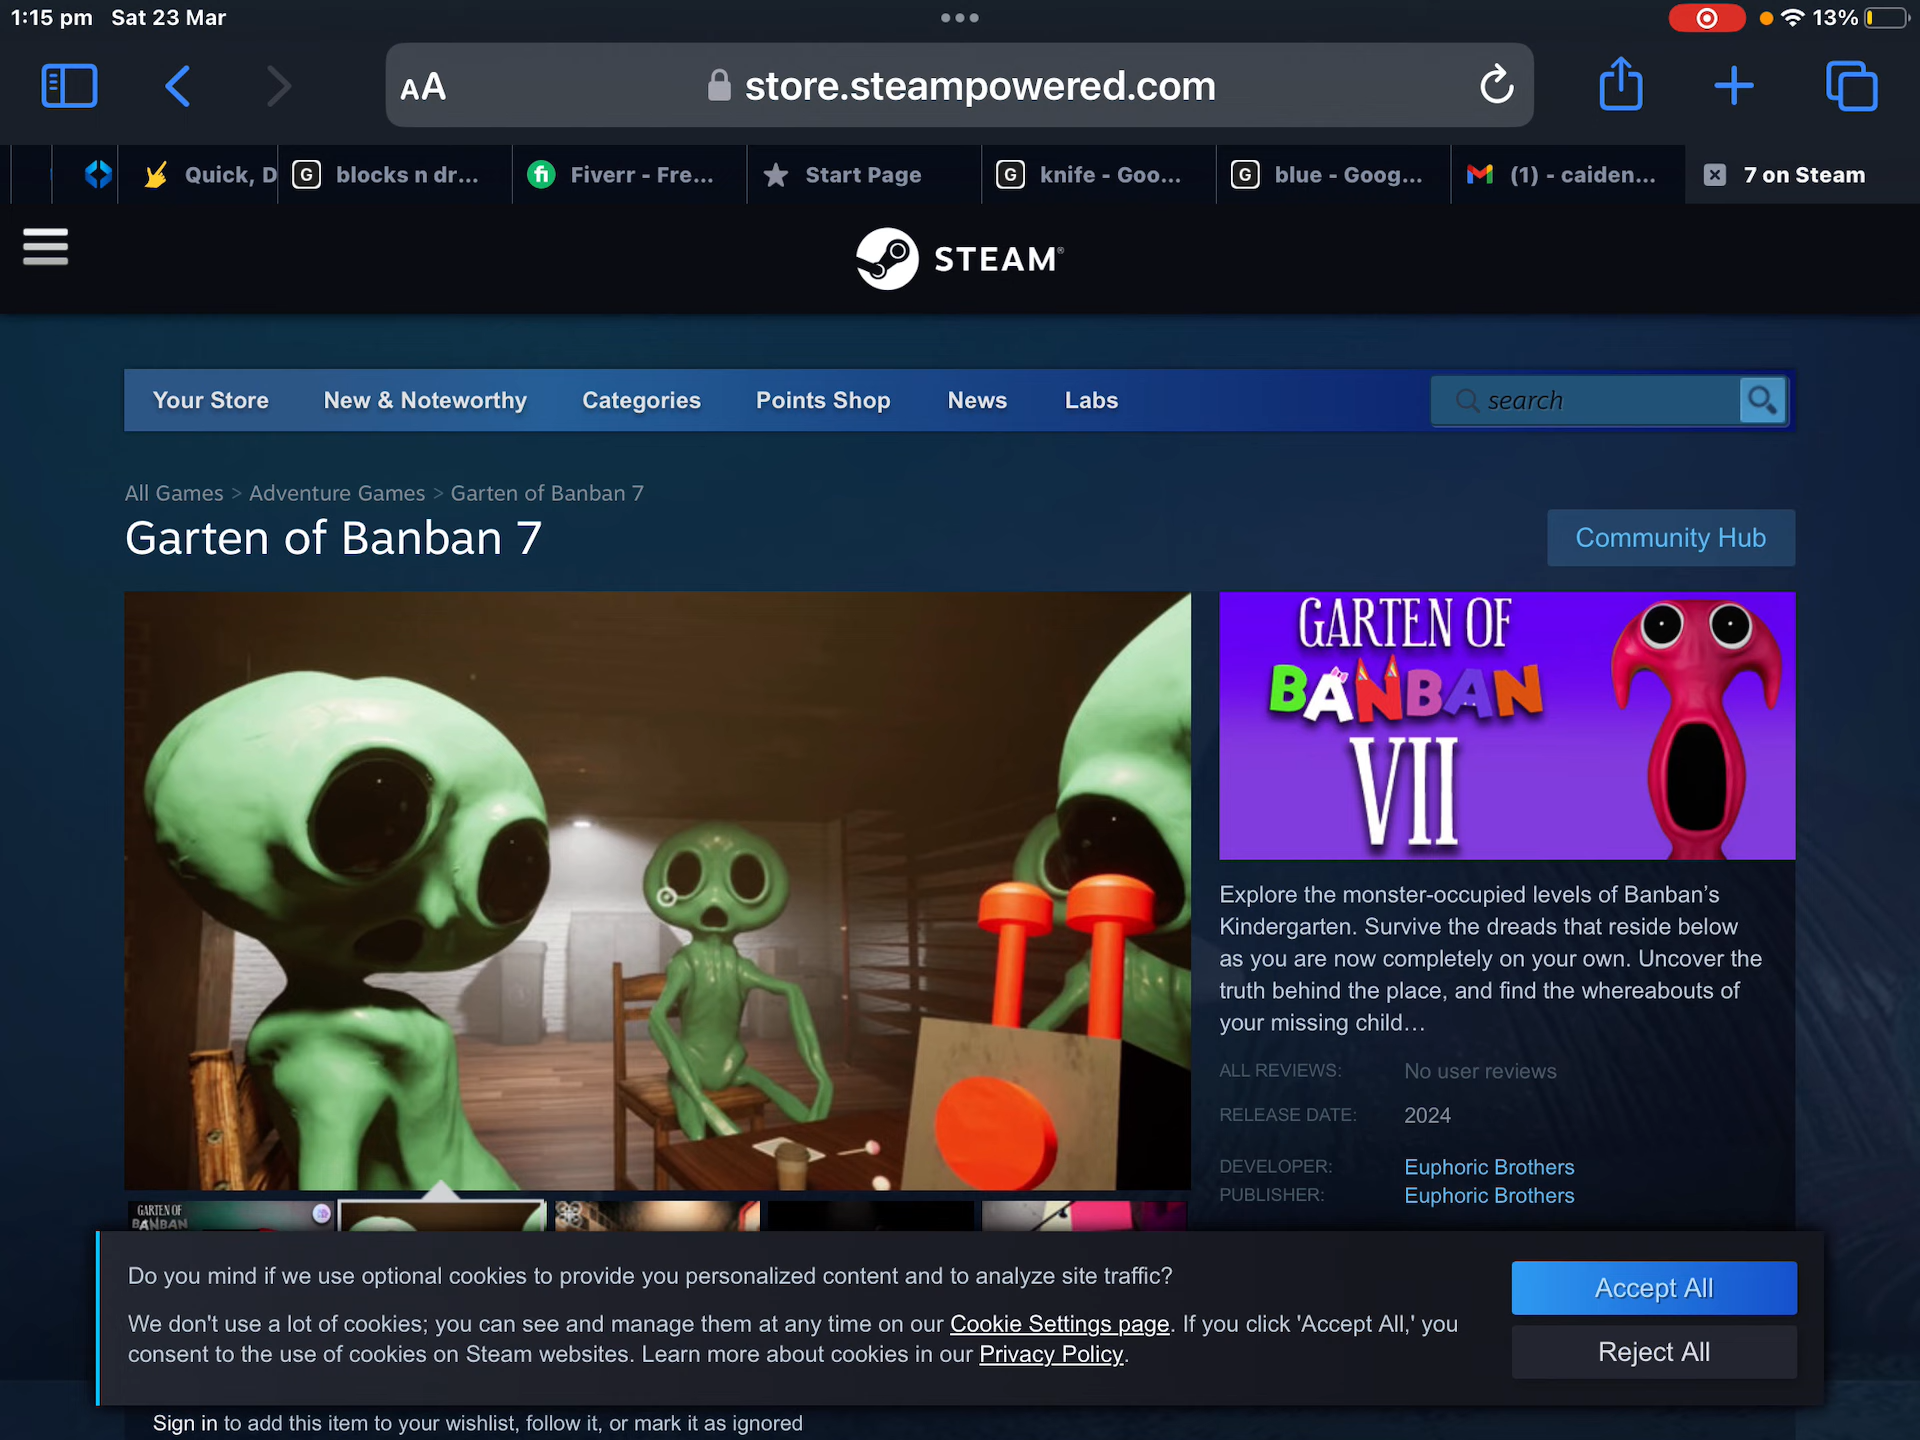 1:15 pm Sat 23 Mar
13%
AA
store.steampowered.com
Quick, D
blocks n dr...
Fiverr - Fre...
Start Page
knife - Goo...
blue - Goog...
(1) - caiden...
7 on Steam
STEAM®
Your Store
New & Noteworthy
Categories
Points Shop
News
Labs
search
All Games > Adventure Games > Garten of Banban 7
Garten of Banban 7
Community Hub
GARTEN OF
BANBAN
VII
Explore the monster-occupied levels of Banban’s
Kindergarten. Survive the dreads that reside below
as you are now completely on your own. Uncover the
truth behind the place, and find the whereabouts of
your missing child…
ALL REVIEWS: No user reviews
RELEASE DATE: 2024
DEVELOPER: Euphoric Brothers
PUBLISHER: Euphoric Brothers
GARTEN OF
BANBAN
Do you mind if we use optional cookies to provide you personalized content and to analyze site traffic?
We don't use a lot of cookies; you can see and manage them at any time on our Cookie Settings page. If you click 'Accept All,' you
consent to the use of cookies on Steam websites. Learn more about cookies in our Privacy Policy.
Accept All
Reject All
Sign in to add this item to your wishlist, follow it, or mark it as ignored